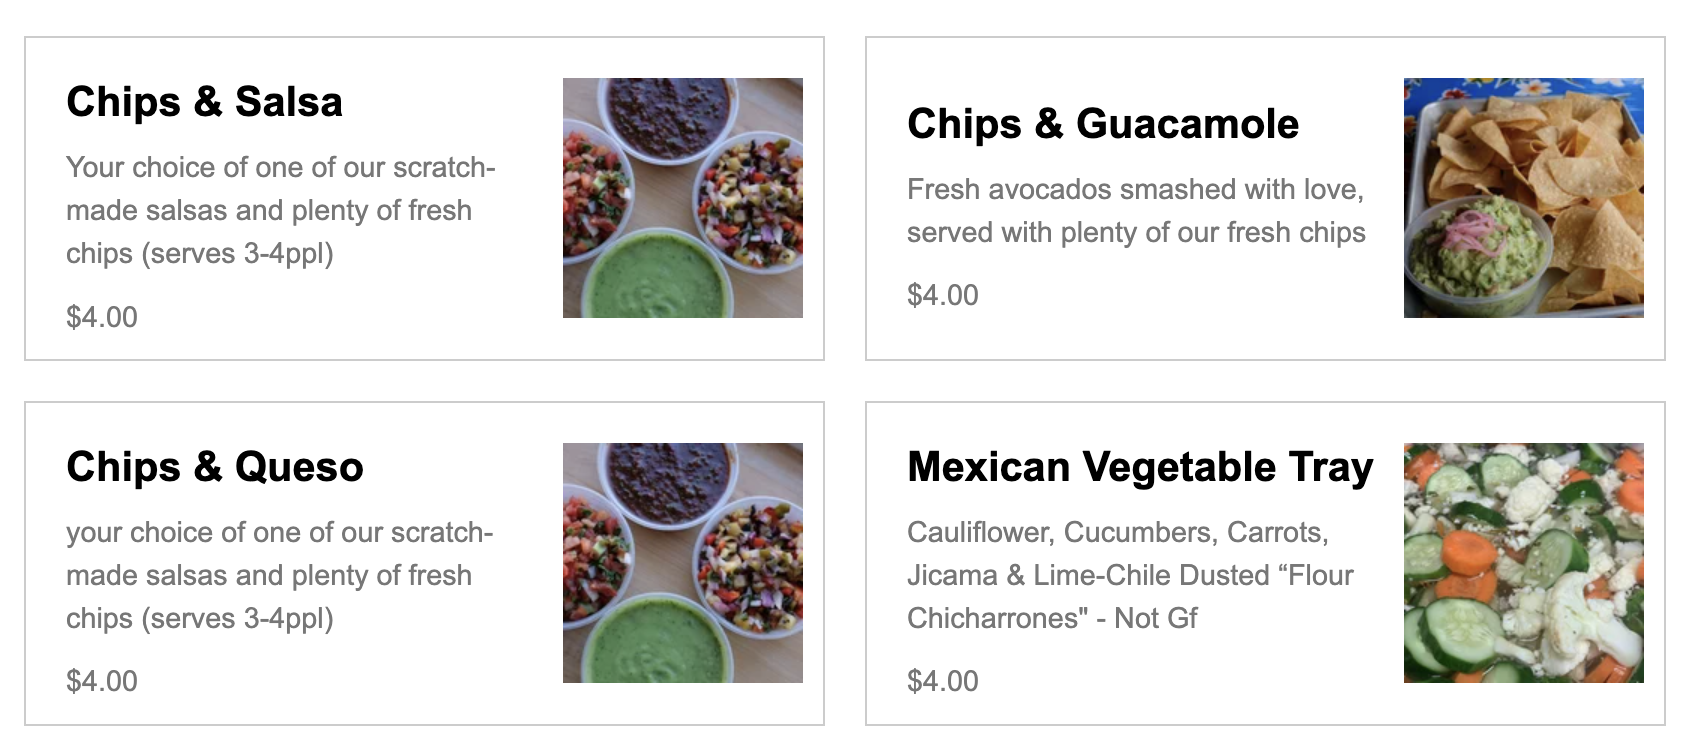 Chips & Salsa
Your choice of one of our scratch-
made salsas and plenty of fresh
chips (serves 3-4ppl)
$4.00
Chips & Guacamole
Fresh avocados smashed with love,
served with plenty of our fresh chips
$4.00
Chips & Queso
your choice of one of our scratch-
made salsas and plenty of fresh
chips (serves 3-4ppl)
$4.00
Mexican Vegetable Tray
Cauliflower, Cucumbers, Carrots,
Jicama & Lime-Chile Dusted “Flour
Chicharrones" - Not Gf
$4.00